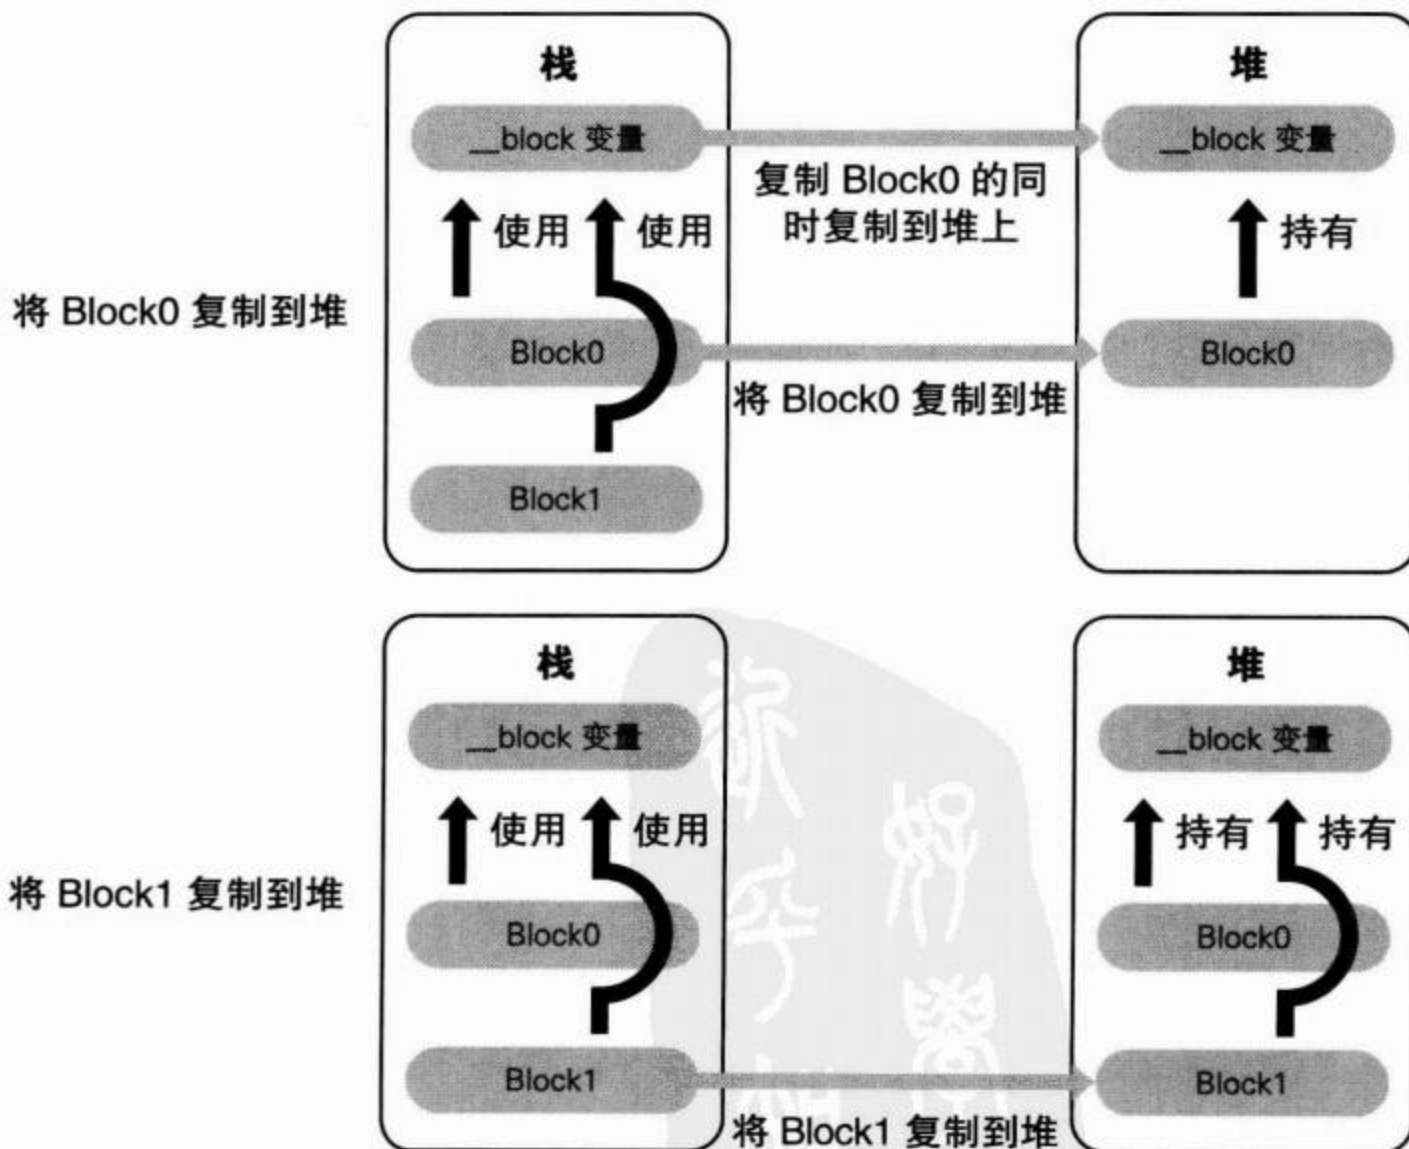 栈
堆
__block 变量
__block 变量
复制 Block0 的同
时复制到堆上
使用
使用
持有
将 Block0 复制到堆
Block0
Block0
将 Block0 复制到堆
Block1
栈
堆
__block 变量
__block 变量
使用
使用
持有
持有
将 Block1 复制到堆
Block0
Block0
Block1
Block1
将 Block1 复制到堆